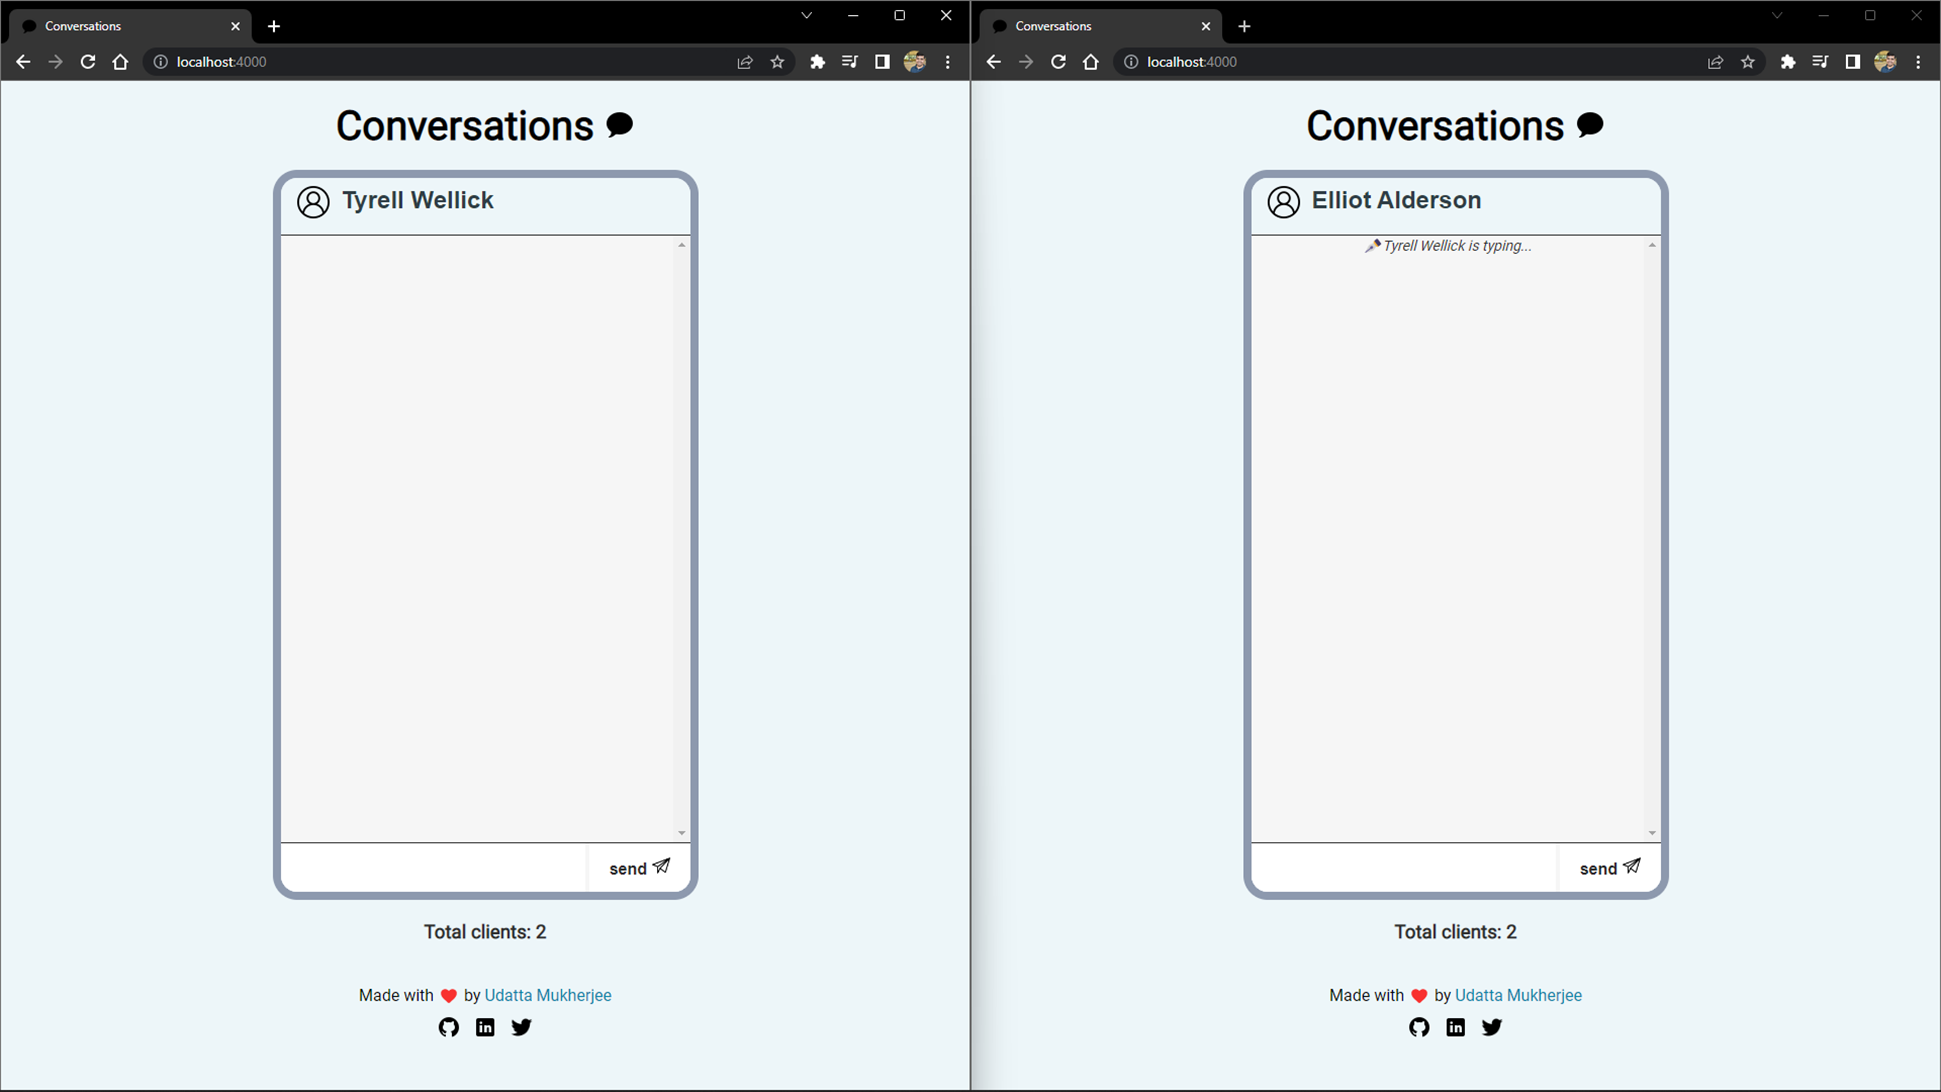 Conversations
localhost:4000
Conversations
Tyrell Wellick
send
Total clients: 2
Made with ❤️ by Udatta Mukherjee
Conversations
localhost:4000
Conversations
Elliot Alderson
Tyrell Wellick is typing...
send
Total clients: 2
Made with ❤️ by Udatta Mukherjee